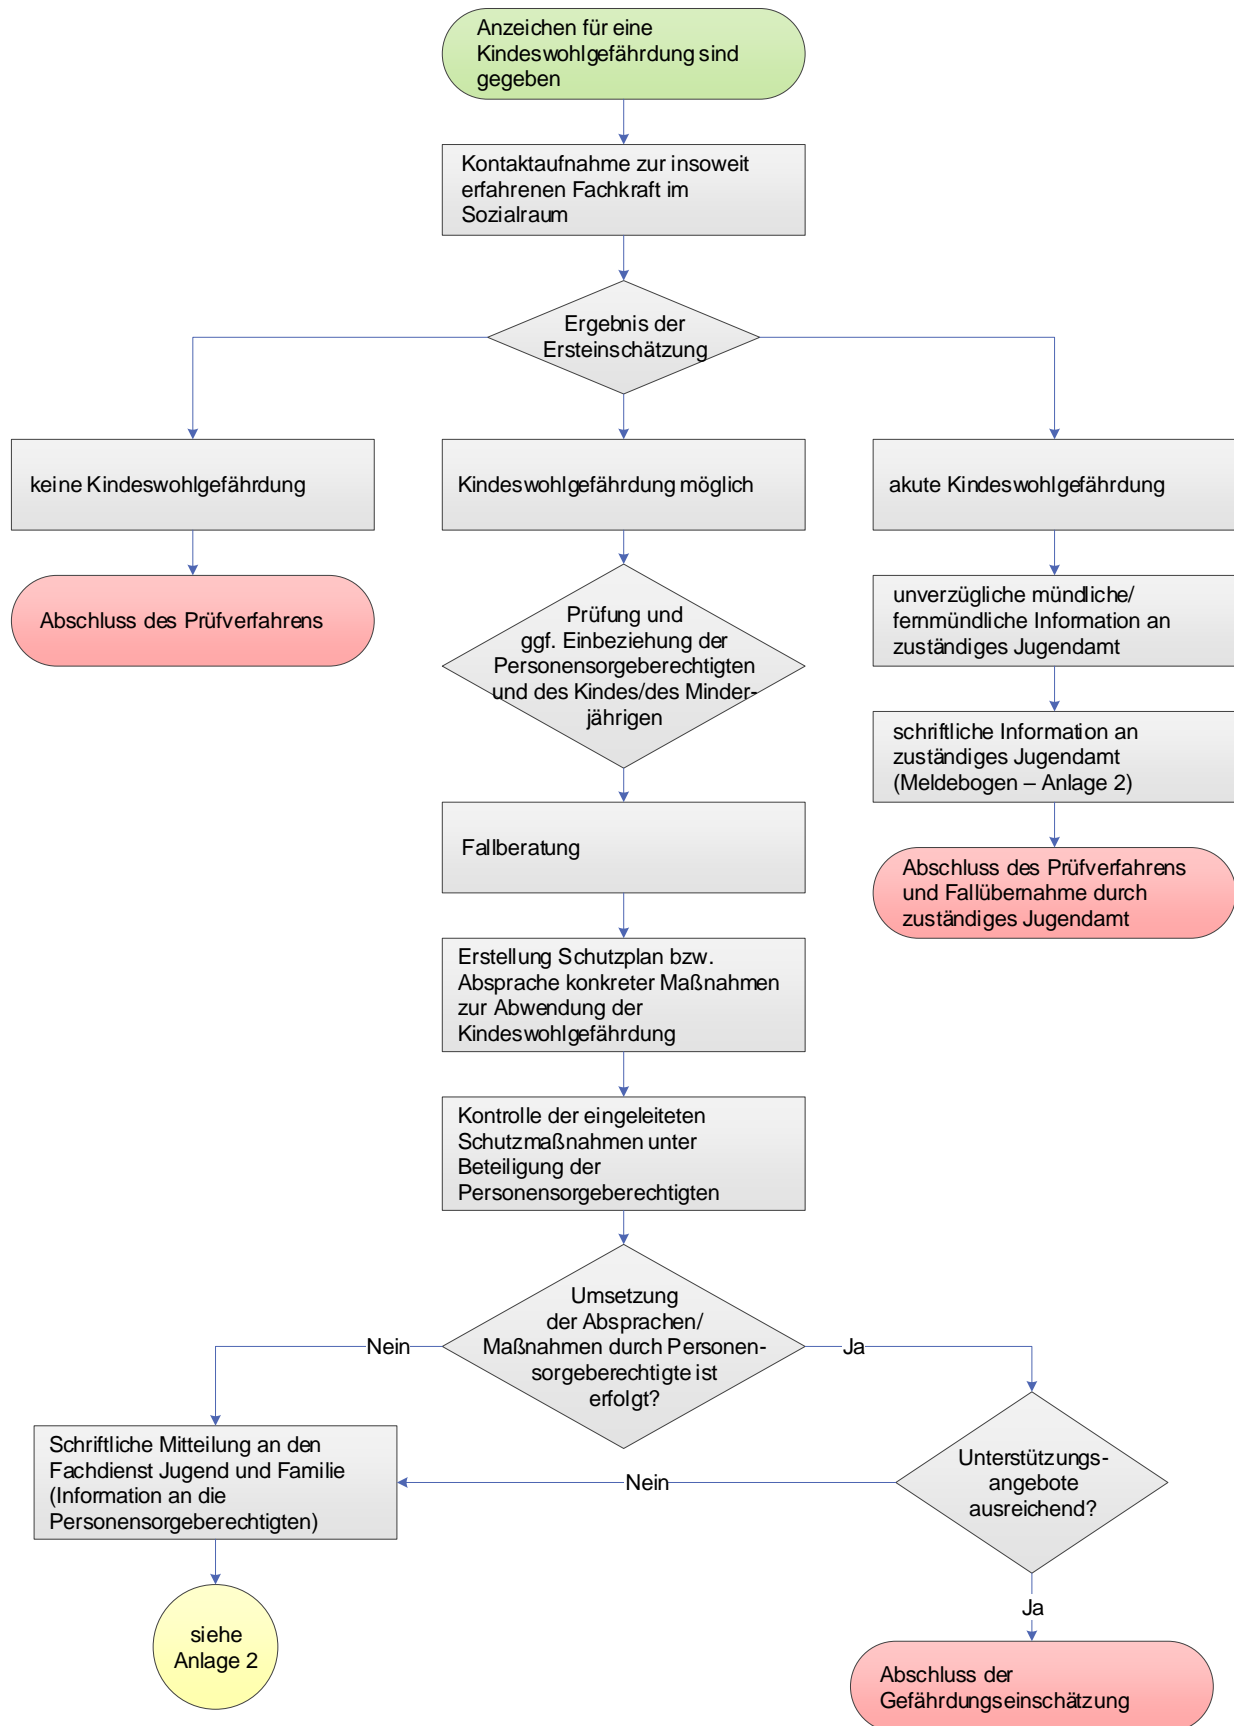 Anzeichen für eine
Kindeswohlgefährdung sind
gegeben
Kontaktaufnahme zur insoweit
erfahrenen Fachkraft im
Sozialraum
Ergebnis der
Ersteinschätzung
keine Kindeswohlgefährdung
Kindeswohlgefährdung möglich
akute Kindeswohlgefährdung
Abschluss des Prüfverfahrens
Prüfung und
ggf. Einbeziehung der
Personensorgeberechtigten
und des Kindes/des Minder-
jährigen
unverzügliche mündliche/
fernmündliche Information an
zuständiges Jugendamt
schriftliche Information an
zuständiges Jugendamt
(Meldebogen – Anlage 2)
Fallberatung
Abschluss des Prüfverfahrens
und Fallübernahme durch
zuständiges Jugendamt
Erstellung Schutzplan bzw.
Absprache konkreter Maßnahmen
zur Abwendung der
Kindeswohlgefährdung
Kontrolle der eingeleiteten
Schutzmaßnahmen unter
Beteiligung der
Personensorgeberechtigten
Umsetzung
der Absprachen/
Maßnahmen durch Personen-
sorgeberechtigte ist
erfolgt?
Nein
Ja
Schriftliche Mitteilung an den
Fachdienst Jugend und Familie
(Information an die
Personensorgeberechtigten)
Nein
Unterstützungs-
angebote
ausreichend?
siehe
Anlage 2
Ja
Abschluss der
Gefährdungseinschätzung